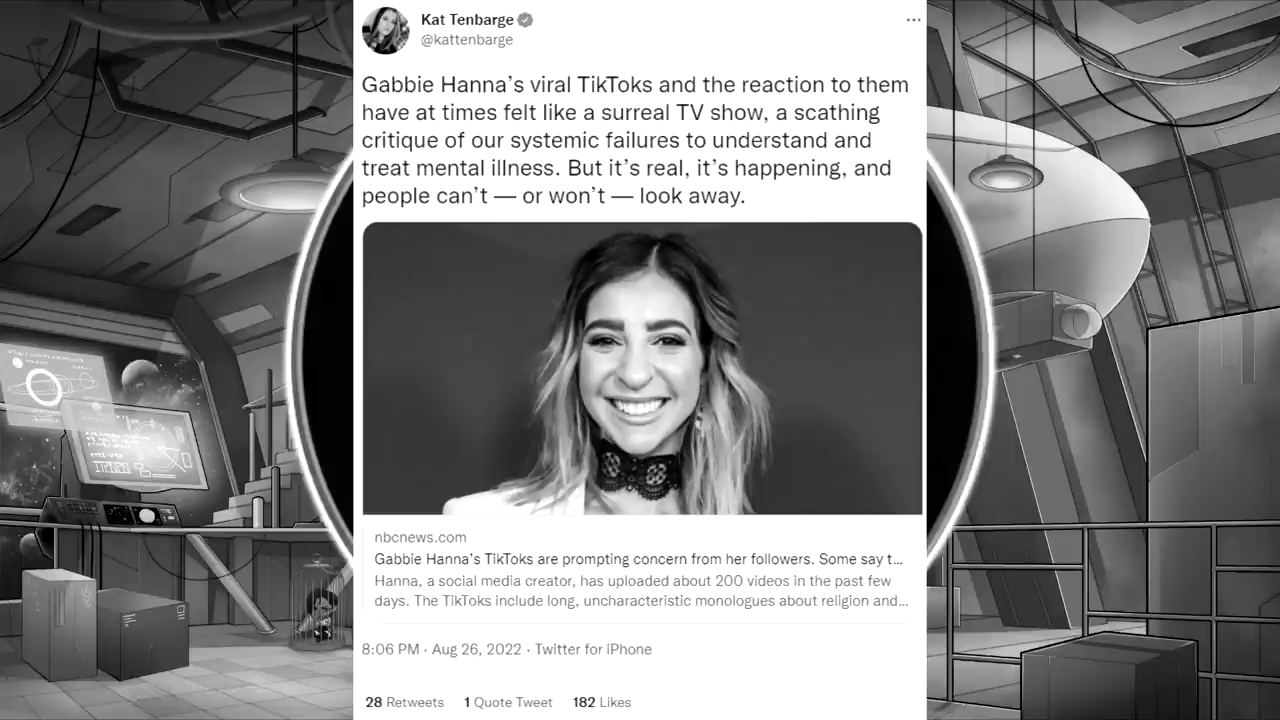 Kat Tenbarge
@kattenbarge
Gabbie Hanna’s viral TikToks and the reaction to them
have at times felt like a surreal TV show, a scathing
critique of our systemic failures to understand and
treat mental illness. But it’s real, it’s happening, and
people can’t — or won’t — look away.
nbcnews.com
Gabbie Hanna’s TikToks are prompting concern from her followers. Some say t...
Hanna, a social media creator, has uploaded about 200 videos in the past few
days. The TikToks include long, uncharacteristic monologues about religion and...
8:06 PM · Aug 26, 2022 · Twitter for iPhone
28 Retweets 1 Quote Tweet 182 Likes